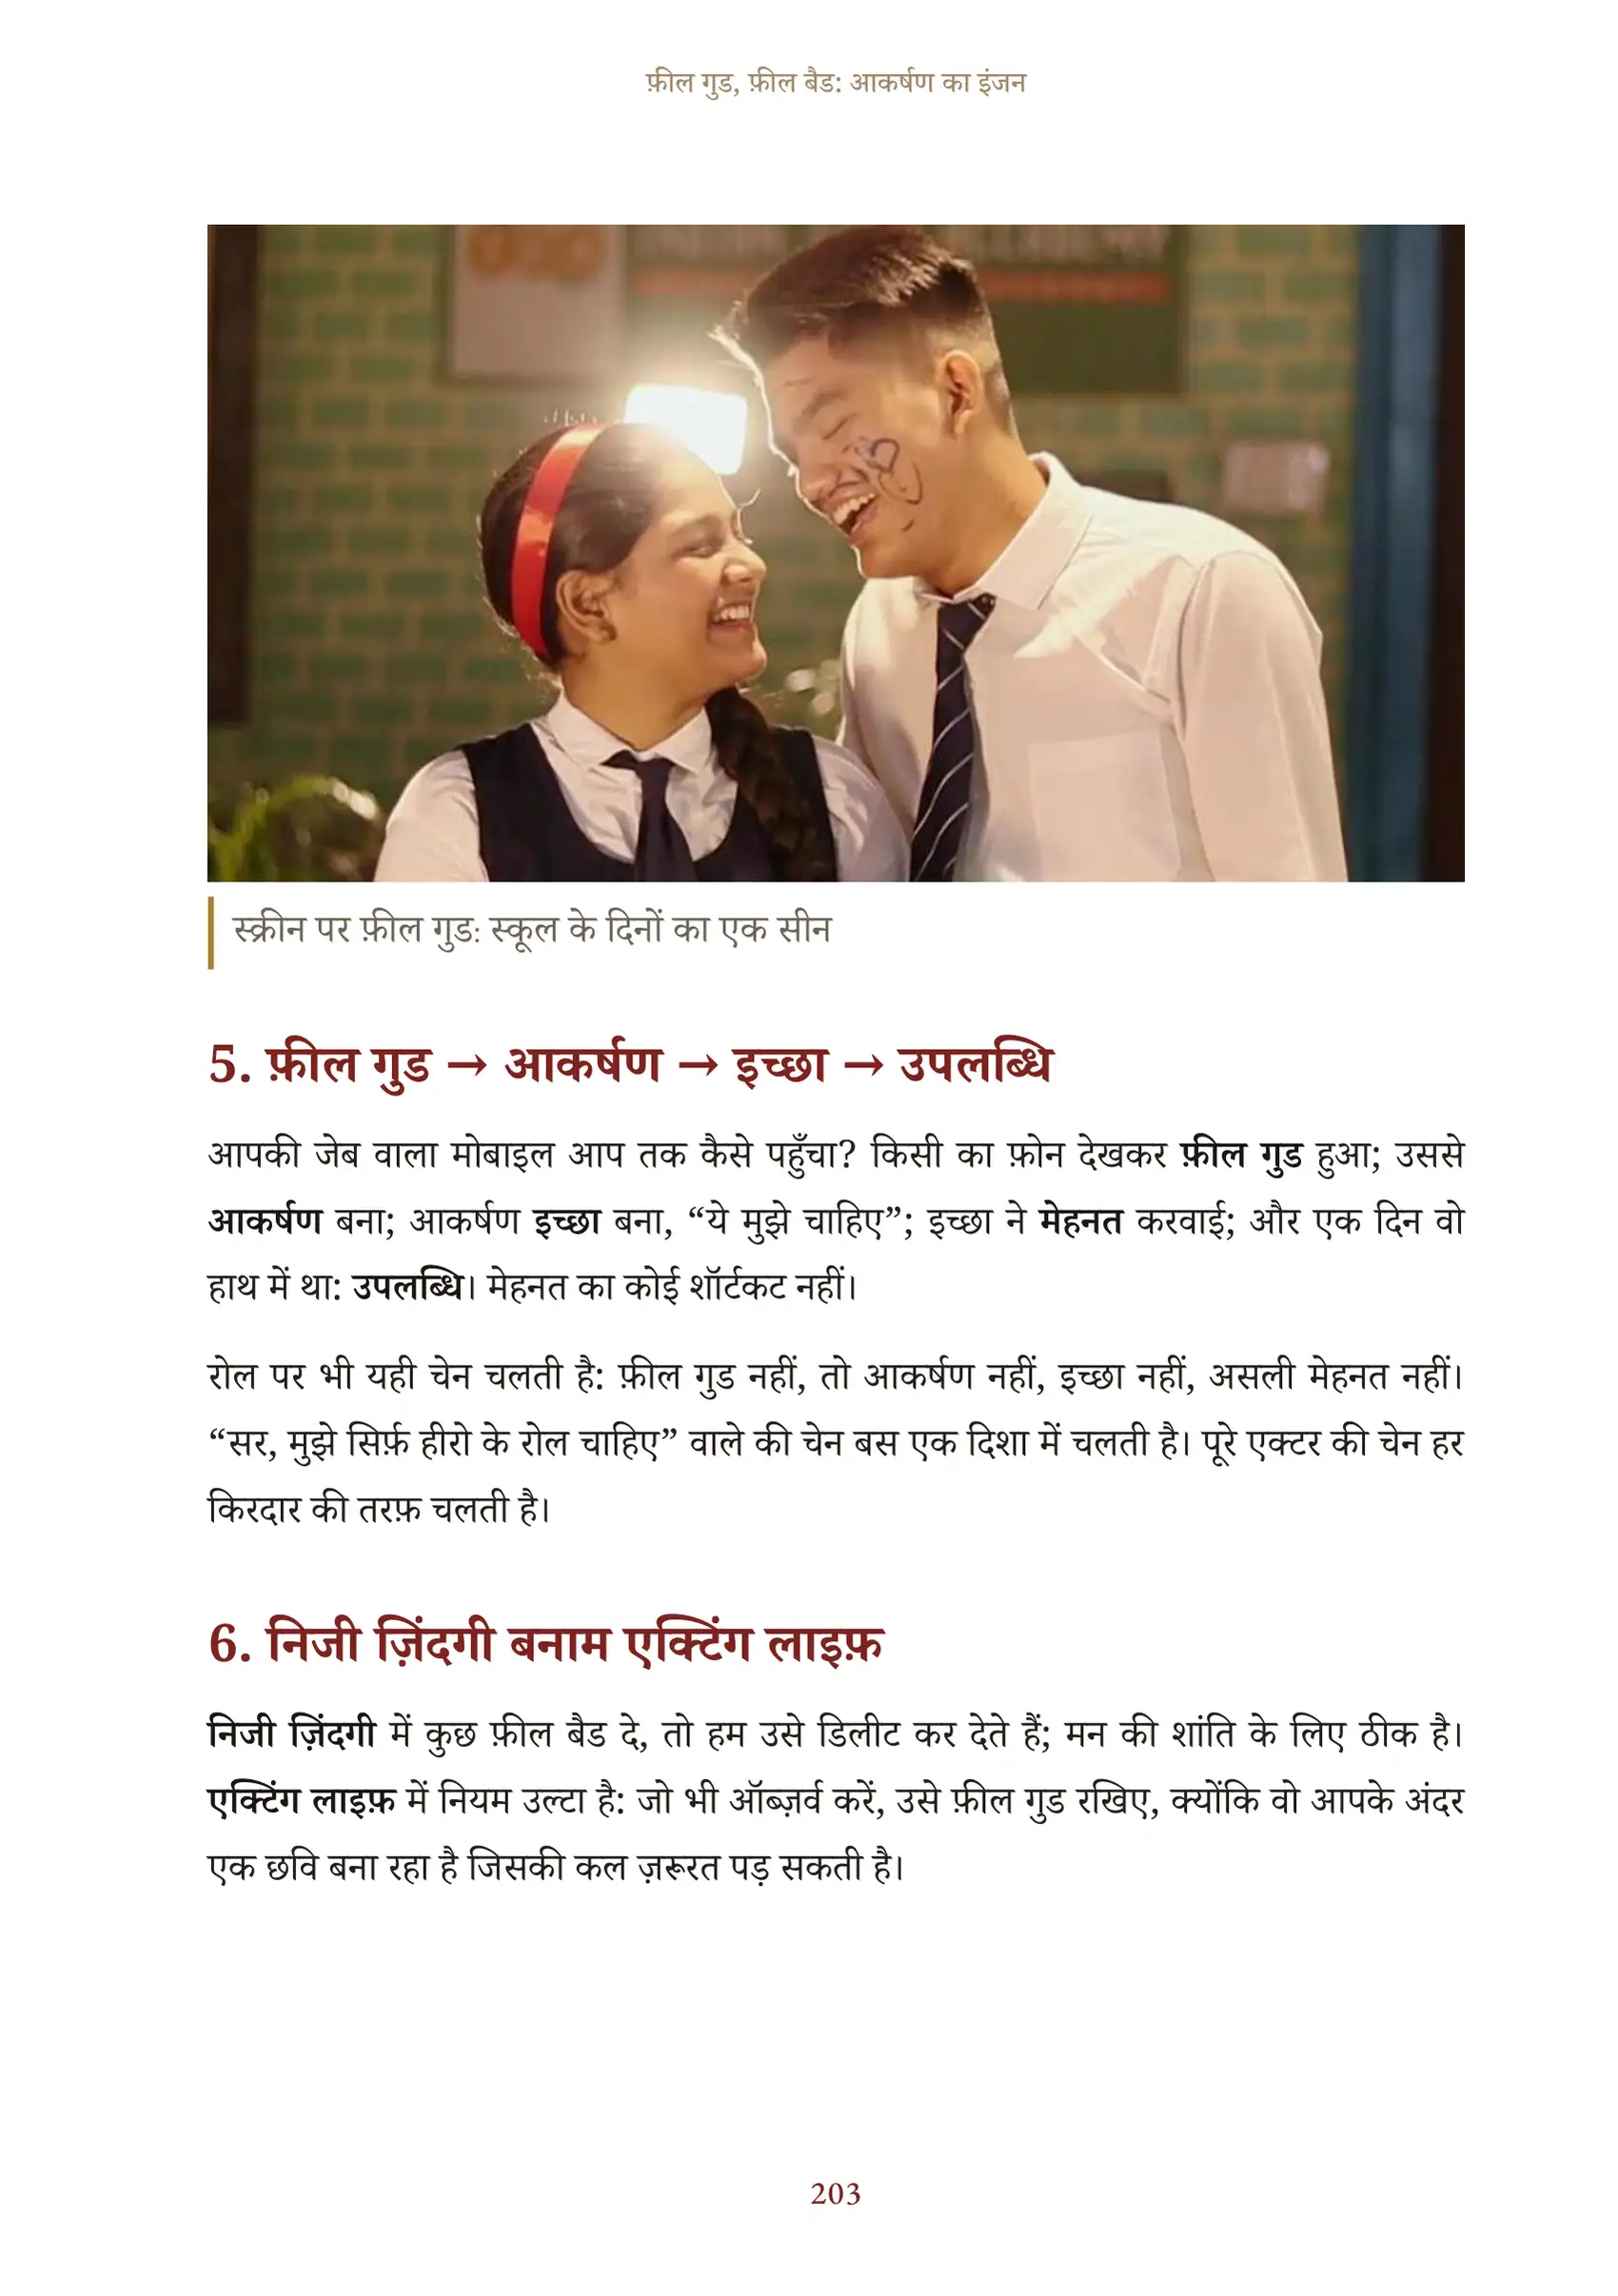 फ़ील गुड, फ़ील बैड: आकर्षण का इंजन
स्क्रीन पर फ़ील गुड: स्कूल के दिनों का एक सीन
5. फ़ील गुड → आकर्षण → इच्छा → उपलब्धि
आपकी जेब वाला मोबाइल आप तक कैसे पहुँचा? किसी का फ़ोन देखकर फ़ील गुड हुआ; उससे
आकर्षण बना; आकर्षण इच्छा बना, “ये मुझे चाहिए”; इच्छा ने मेहनत करवाई; और एक दिन वो
हाथ में था: उपलब्धि। मेहनत का कोई शॉर्टकट नहीं।
रोल पर भी यही चेन चलती है: फ़ील गुड नहीं, तो आकर्षण नहीं, इच्छा नहीं, असली मेहनत नहीं।
“सर, मुझे सिर्फ़ हीरो के रोल चाहिए” वाले की चेन बस एक दिशा में चलती है। पूरे एक्टर की चेन हर
किरदार की तरफ़ चलती है।
6. निजी ज़िंदगी बनाम एक्टिंग लाइफ़
निजी ज़िंदगी में कुछ फ़ील बैड दे, तो हम उसे डिलीट कर देते हैं; मन की शांति के लिए ठीक है।
एक्टिंग लाइफ़ में नियम उल्टा है: जो भी ऑब्ज़र्व करें, उसे फ़ील गुड रखिए, क्योंकि वो आपके अंदर
एक छवि बना रहा है जिसकी कल ज़रूरत पड़ सकती है।
203